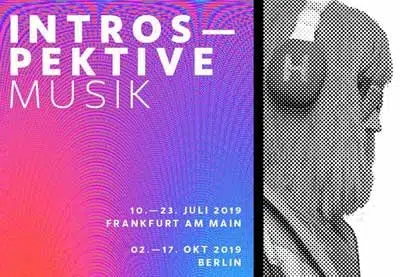 INTROS—
PEKTIVE
MUSIK
10.—23. JULI 2019
FRANKFURT AM MAIN
02.—17. OKT 2019
BERLIN
H